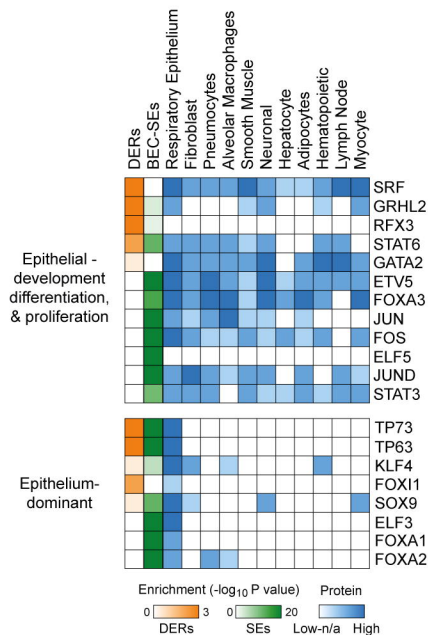 DERs
BEC-SEs
Respiratory Epithelium
Fibroblast
Pneumocytes
Alveolar Macrophages
Smooth Muscle
Neuronal
Hepatocyte
Adipocytes
Hematopoietic
Lymph Node
Myocyte
SRF
GRHL2
RFX3
STAT6
GATA2
ETV5
FOXA3
JUN
FOS
ELF5
JUND
STAT3
Epithelial -
development
differentiation,
& proliferation
TP73
TP63
KLF4
FOXI1
SOX9
ELF3
FOXA1
FOXA2
Epithelium-
dominant
Enrichment (-log10 P value)
Protein
0 3
0 20
DERs
SEs
Low-n/a High